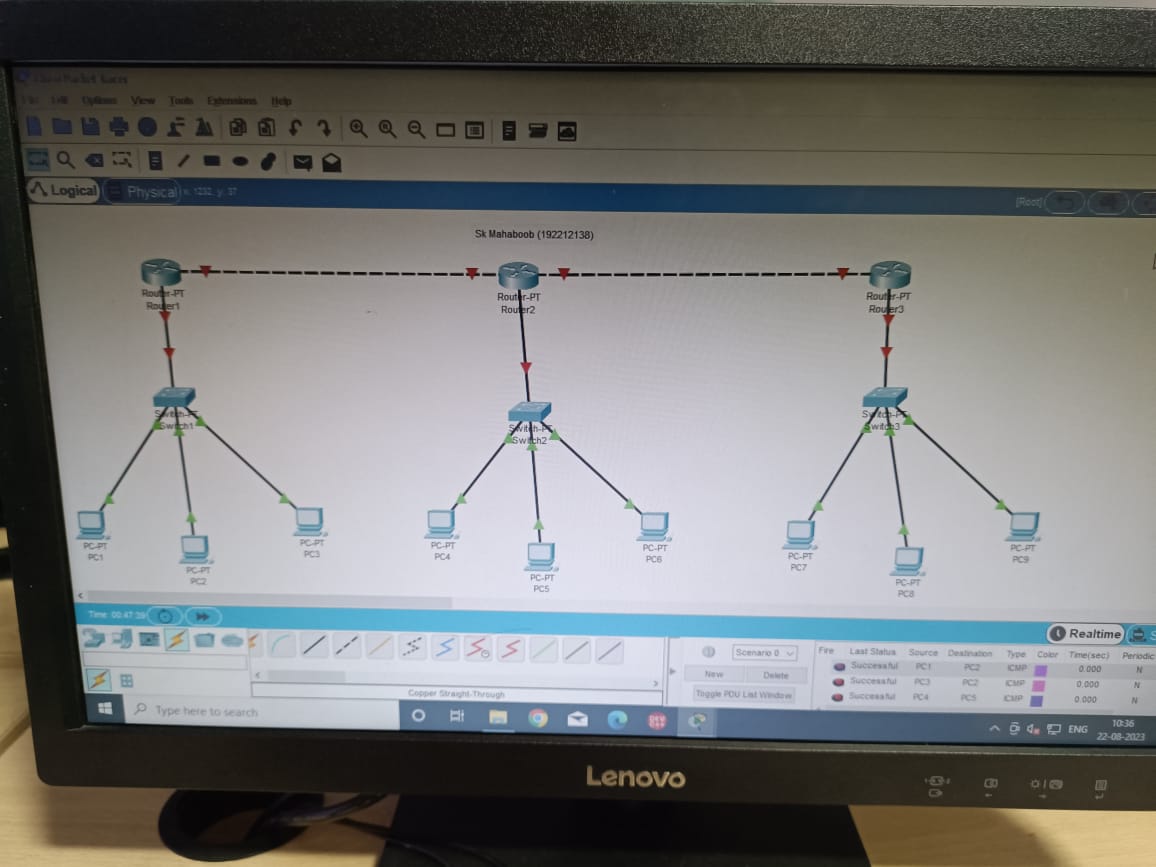 Cisco Packet Tracer
File Edit Options View Tools Extensions Help
Logical Physical x: 1232, y: 37
[Root]
Sk Mahaboob (192212138)
Router-PT
Router1
Router-PT
Router2
Router-PT
Router3
Switch-PT
Switch1
Switch-PT
Switch2
Switch-PT
Switch3
PC-PT
PC1
PC-PT
PC2
PC-PT
PC3
PC-PT
PC4
PC-PT
PC5
PC-PT
PC6
PC-PT
PC7
PC-PT
PC8
PC-PT
PC9
Time: 00:47:39
Realtime
Scenario 0
New Delete
Toggle PDU List Window
Fire Last Status Source Destination Type Color Time(sec) Periodic
Successful PC1 PC2 ICMP 0.000 N
Successful PC3 PC2 ICMP 0.000 N
Successful PC4 PC5 ICMP 0.000 N
Copper Straight-Through
Type here to search
ENG
10:36
22-08-2023
Lenovo